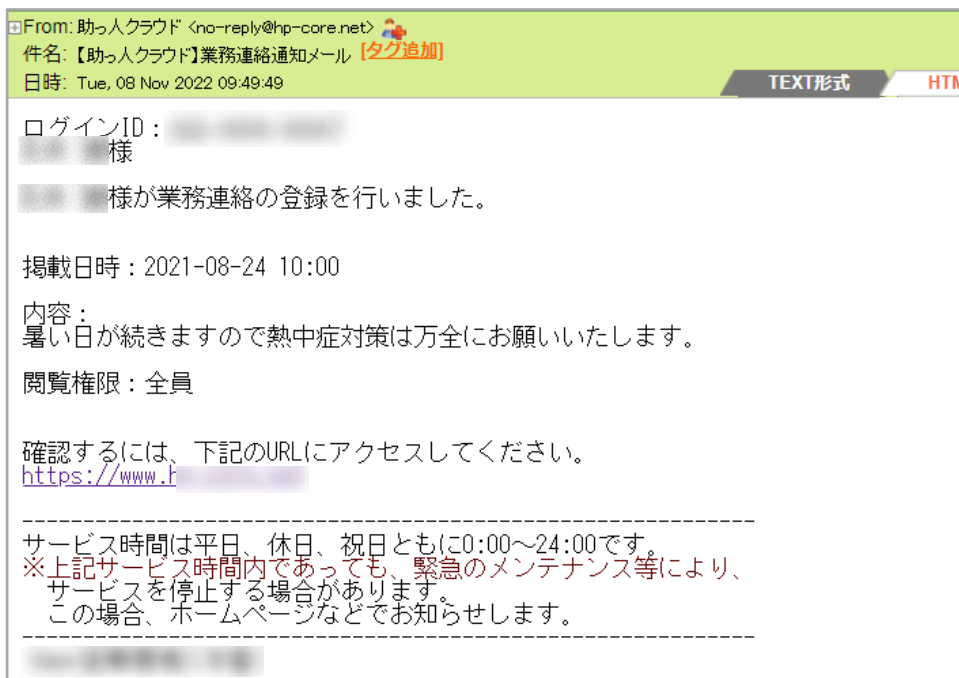 From: 助っ人クラウド <no-reply@hp-core.net>
件名: 【助っ人クラウド】業務連絡通知メール [タグ追加]
日時: Tue, 08 Nov 2022 09:49:49
TEXT形式 HTM
ログインID：
様
様が業務連絡の登録を行いました。
掲載日時：2021-08-24 10:00
内容：
暑い日が続きますので熱中症対策は万全にお願いいたします。
閲覧権限：全員
確認するには、下記のURLにアクセスしてください。
https://www.h
------------------------------------------------------------
サービス時間は平日、休日、祝日ともに0:00～24:00です。
※上記サービス時間内であっても、緊急のメンテナンス等により、
サービスを停止する場合があります。
この場合、ホームページなどでお知らせします。
------------------------------------------------------------